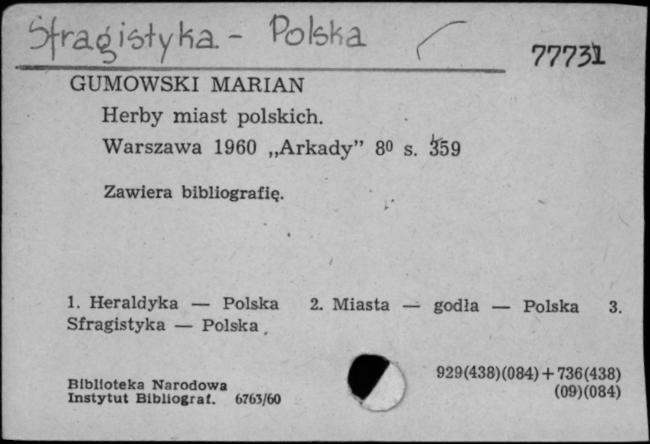 Sfragistyka - Polska
77731
GUMOWSKI MARIAN
Herby miast polskich.
Warszawa 1960 „Arkady” 8⁰ s. 359
Zawiera bibliografię.
1. Heraldyka — Polska 2. Miasta — godła — Polska 3.
Sfragistyka — Polska
929(438)(084) + 736(438)
(09)(084)
Biblioteka Narodowa
Instytut Bibliograf. 6763/60